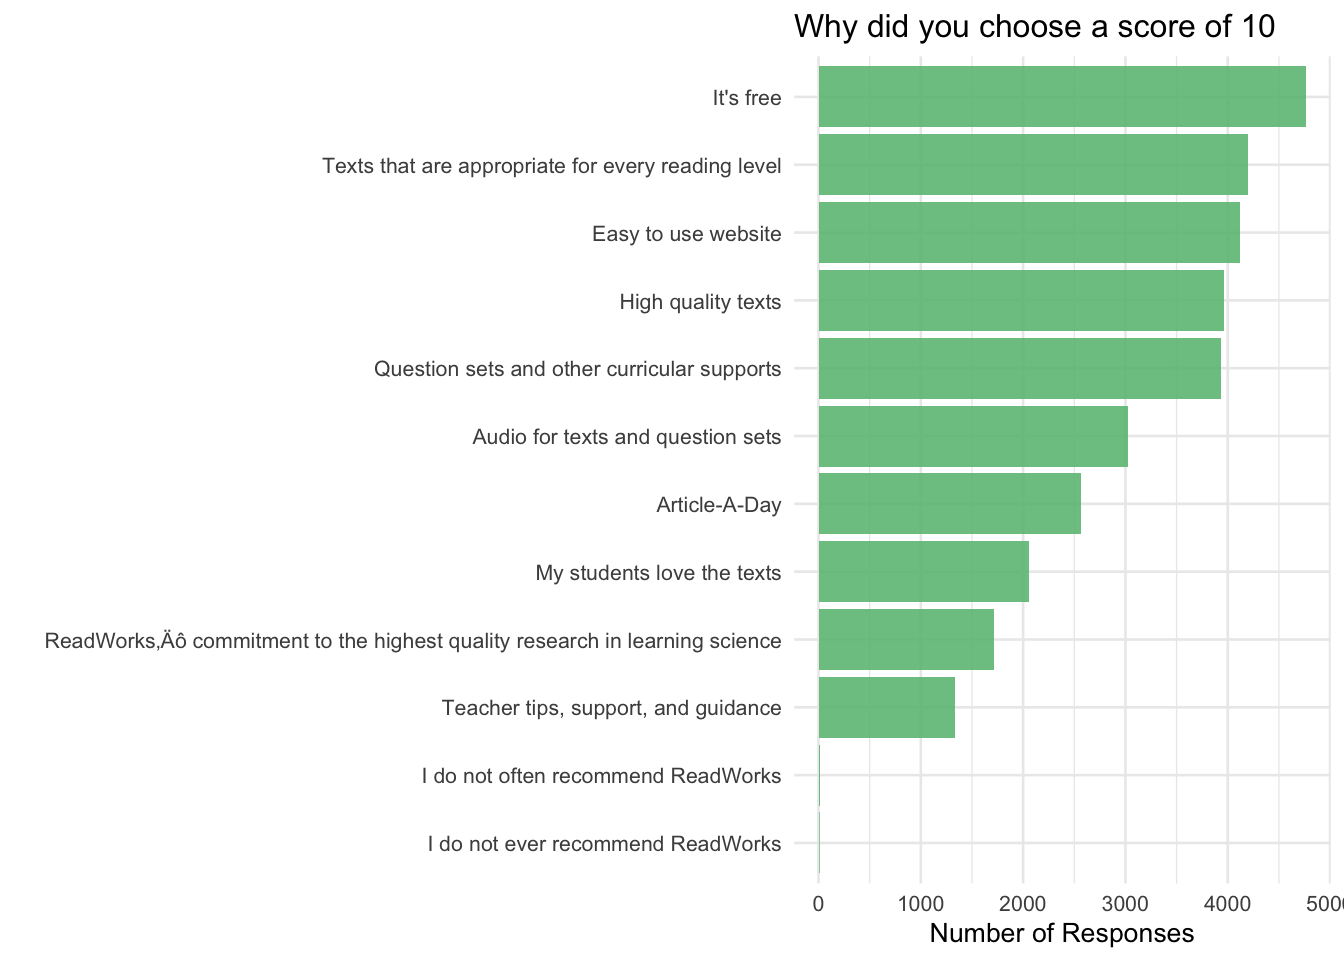 Why did you choose a score of 10
It's free
Texts that are appropriate for every reading level
Easy to use website
High quality texts
Question sets and other curricular supports
Audio for texts and question sets
Article-A-Day
My students love the texts
ReadWorks‚Äô commitment to the highest quality research in learning science
Teacher tips, support, and guidance
I do not often recommend ReadWorks
I do not ever recommend ReadWorks
0 1000 2000 3000 4000 5000
Number of Responses